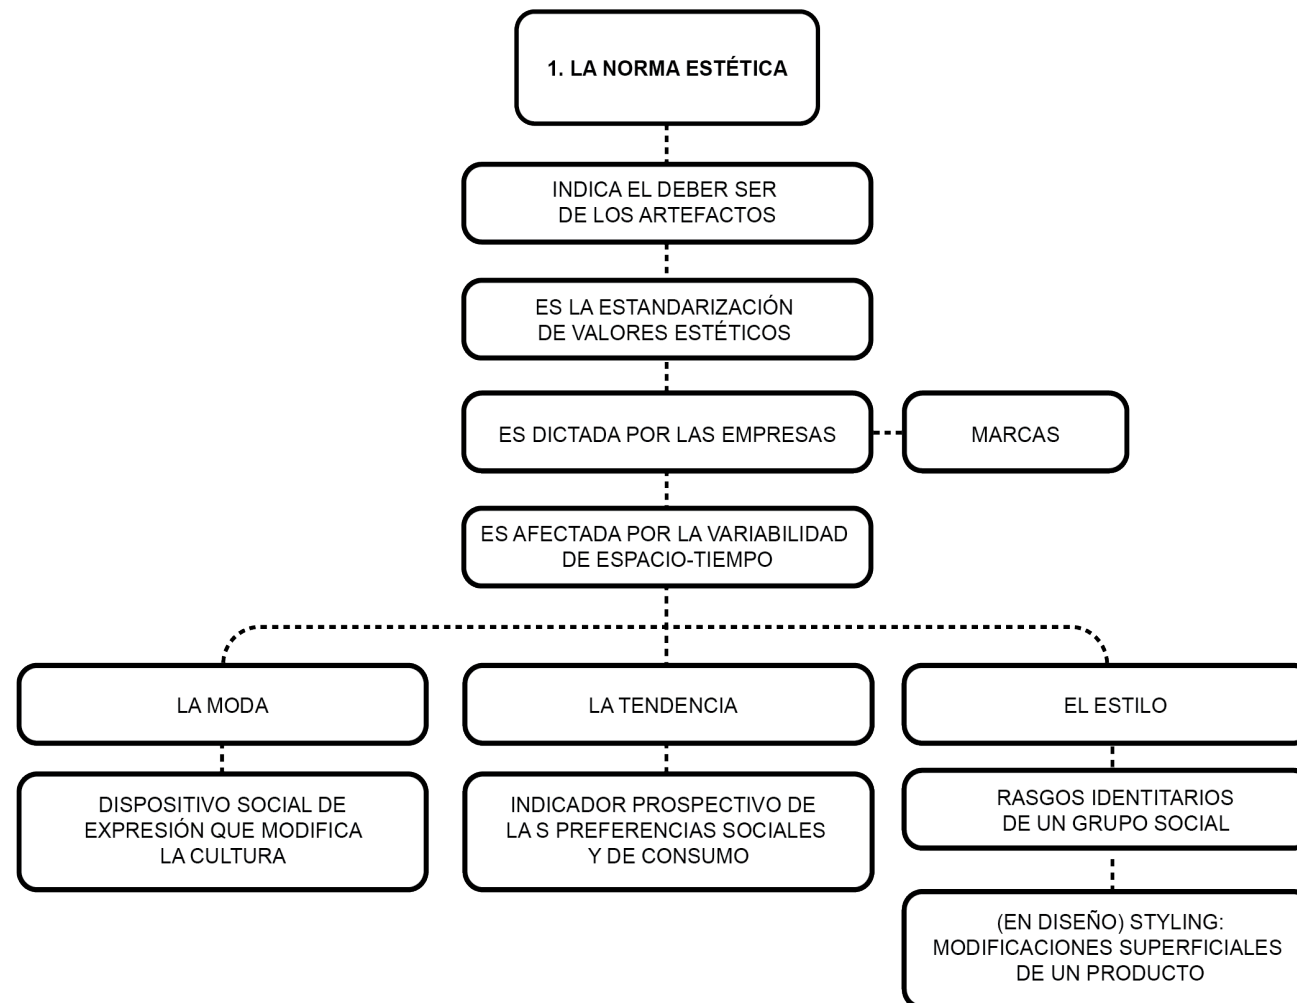 1. LA NORMA ESTÉTICA
INDICA EL DEBER SER
DE LOS ARTEFACTOS
ES LA ESTANDARIZACIÓN
DE VALORES ESTÉTICOS
ES DICTADA POR LAS EMPRESAS
MARCAS
ES AFECTADA POR LA VARIABILIDAD
DE ESPACIO-TIEMPO
LA MODA
DISPOSITIVO SOCIAL DE
EXPRESIÓN QUE MODIFICA
LA CULTURA
LA TENDENCIA
INDICADOR PROSPECTIVO DE
LA S PREFERENCIAS SOCIALES
Y DE CONSUMO
EL ESTILO
RASGOS IDENTITARIOS
DE UN GRUPO SOCIAL
(EN DISEÑO) STYLING:
MODIFICACIONES SUPERFICIALES
DE UN PRODUCTO